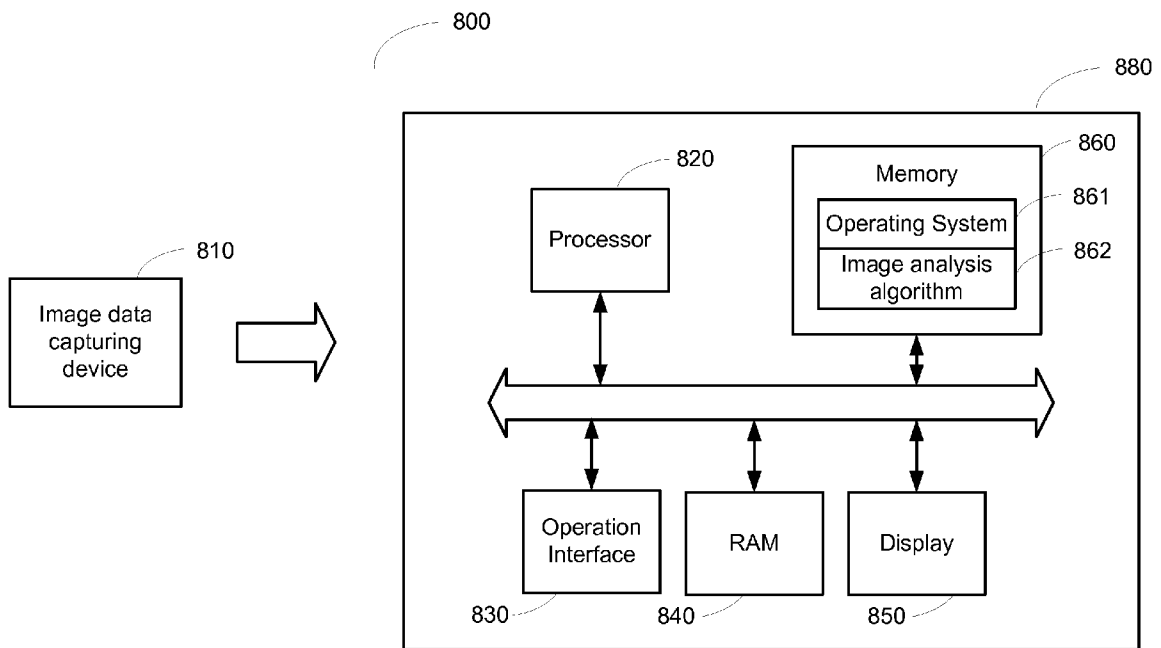 800
880
820
860
Memory
861
Operating System
Processor
810
862
Image analysis
algorithm
Image data
capturing
device
Operation
Interface
RAM
Display
830
840
850